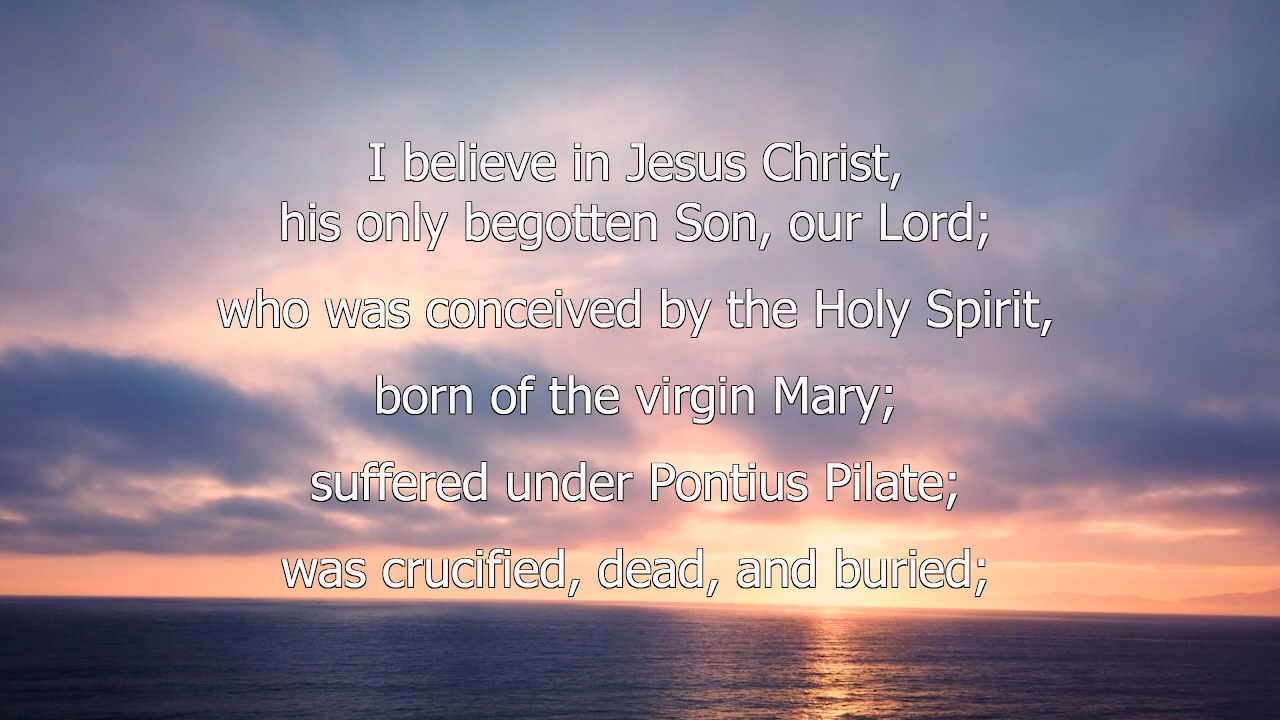 I believe in Jesus Christ,
his only begotten Son, our Lord;
who was conceived by the Holy Spirit,
born of the virgin Mary;
suffered under Pontius Pilate;
was crucified, dead, and buried;